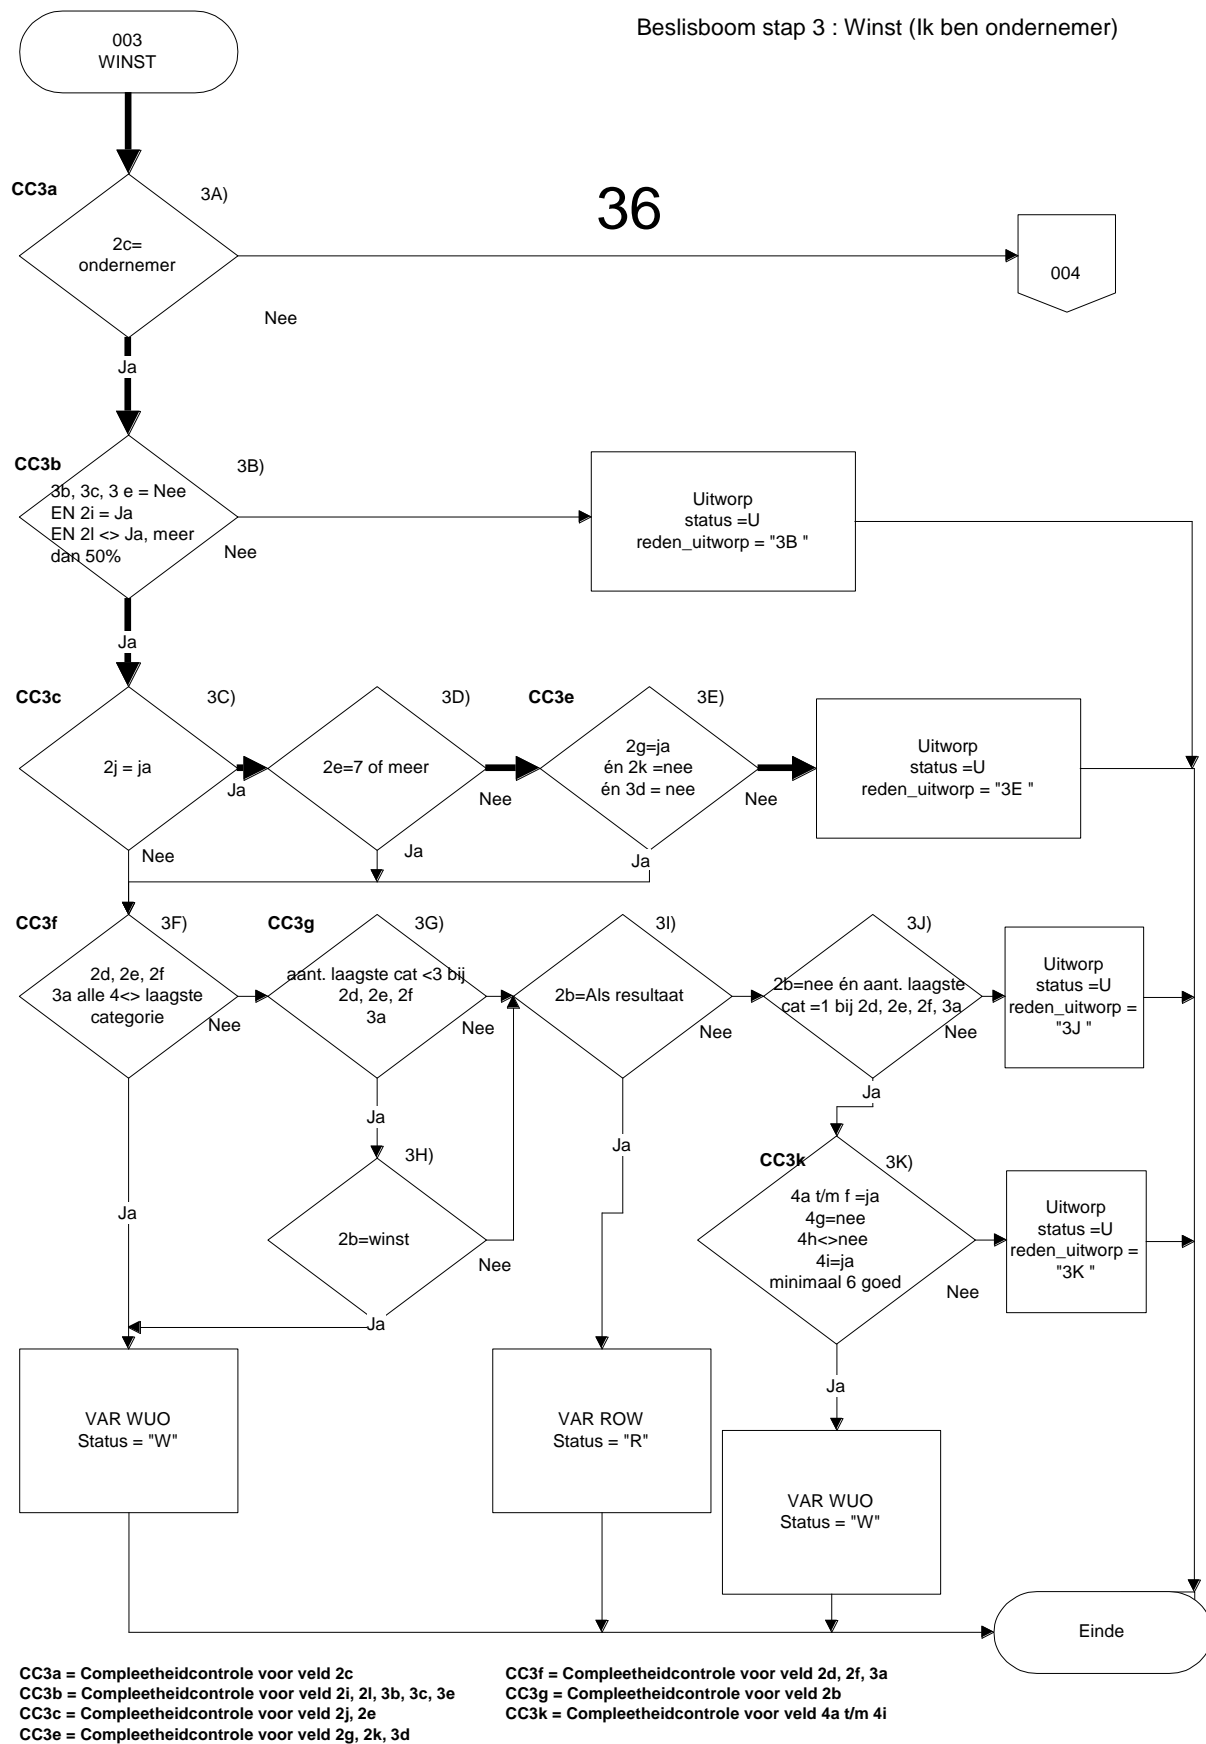 Beslisboom stap 3 : Winst (Ik ben ondernemer)
003
WINST
CC3a
3A)
36
2c=
ondernemer
004
Nee
Ja
CC3b
3B)
3b, 3c, 3 e = Nee
EN 2i = Ja
EN 2l <> Ja, meer
dan 50%
Nee
Uitworp
status =U
reden_uitworp = "3B "
Ja
CC3c
3C)
2j = ja
Ja
Nee
3D)
2e=7 of meer
Nee
Ja
CC3e
3E)
2g=ja
én 2k =nee
én 3d = nee
Nee
Ja
Uitworp
status =U
reden_uitworp = "3E "
CC3f
3F)
2d, 2e, 2f
3a alle 4<> laagste
categorie
Nee
Ja
CC3g
3G)
aant. laagste cat <3 bij
2d, 2e, 2f
3a
Nee
Ja
3I)
2b=Als resultaat
Nee
Ja
3J)
2b=nee én aant. laagste
cat =1 bij 2d, 2e, 2f, 3a
Nee
Ja
Uitworp
status =U
reden_uitworp =
"3J "
3H)
2b=winst
Nee
Ja
CC3k
3K)
4a t/m f =ja
4g=nee
4h<>nee
4i=ja
minimaal 6 goed
Nee
Ja
Uitworp
status =U
reden_uitworp =
"3K "
VAR WUO
Status = "W"
VAR ROW
Status = "R"
VAR WUO
Status = "W"
Einde
CC3a = Compleetheidcontrole voor veld 2c
CC3b = Compleetheidcontrole voor veld 2i, 2l, 3b, 3c, 3e
CC3c = Compleetheidcontrole voor veld 2j, 2e
CC3e = Compleetheidcontrole voor veld 2g, 2k, 3d
CC3f = Compleetheidcontrole voor veld 2d, 2f, 3a
CC3g = Compleetheidcontrole voor veld 2b
CC3k = Compleetheidcontrole voor veld 4a t/m 4i